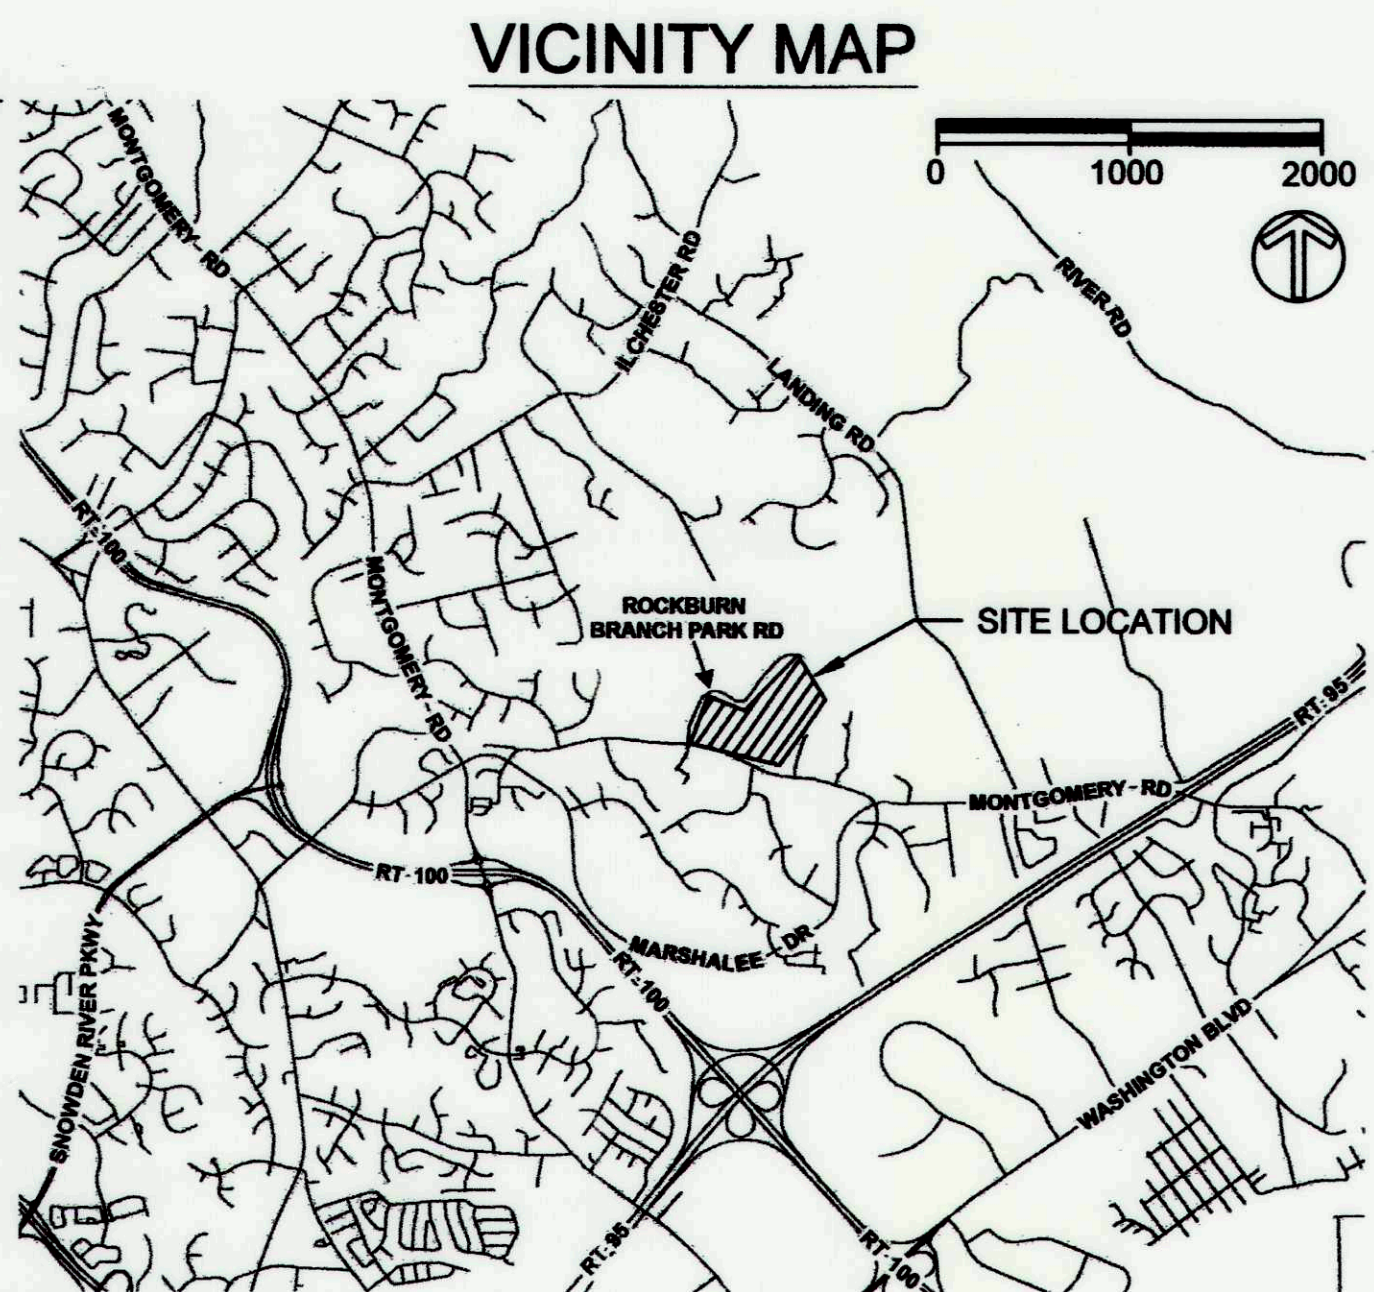 VICINITY MAP
0 1000 2000
MONTGOMERY-RD
ILCHESTER RD
RIVER RD
LANDING RD
RT-100
MONTGOMERY-RD
ROCKBURN
BRANCH PARK RD
SITE LOCATION
RT-95
MONTGOMERY-RD
RT-100
SNOWDEN RIVER PKWY
MARSHALEE DR
RT-100
WASHINGTON BLVD
RT-95
RT-100